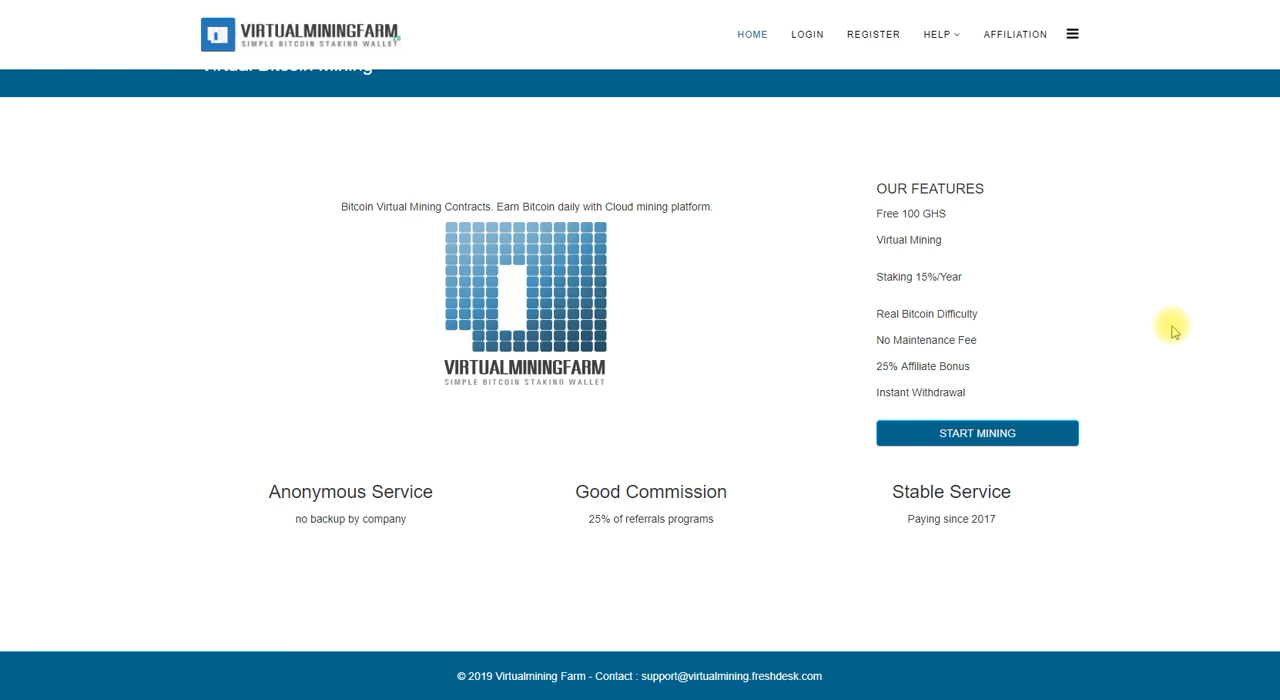 VIRTUALMININGFARM
SIMPLE BITCOIN STAKING WALLET
HOME LOGIN REGISTER HELP AFFILIATION
Virtual Bitcoin Mining
Bitcoin Virtual Mining Contracts. Earn Bitcoin daily with Cloud mining platform.
VIRTUALMININGFARM
SIMPLE BITCOIN STAKING WALLET
OUR FEATURES
Free 100 GHS
Virtual Mining
Staking 15%/Year
Real Bitcoin Difficulty
No Maintenance Fee
25% Affiliate Bonus
Instant Withdrawal
START MINING
Anonymous Service
no backup by company
Good Commission
25% of referrals programs
Stable Service
Paying since 2017
© 2019 Virtualmining Farm - Contact : support@virtualmining.freshdesk.com